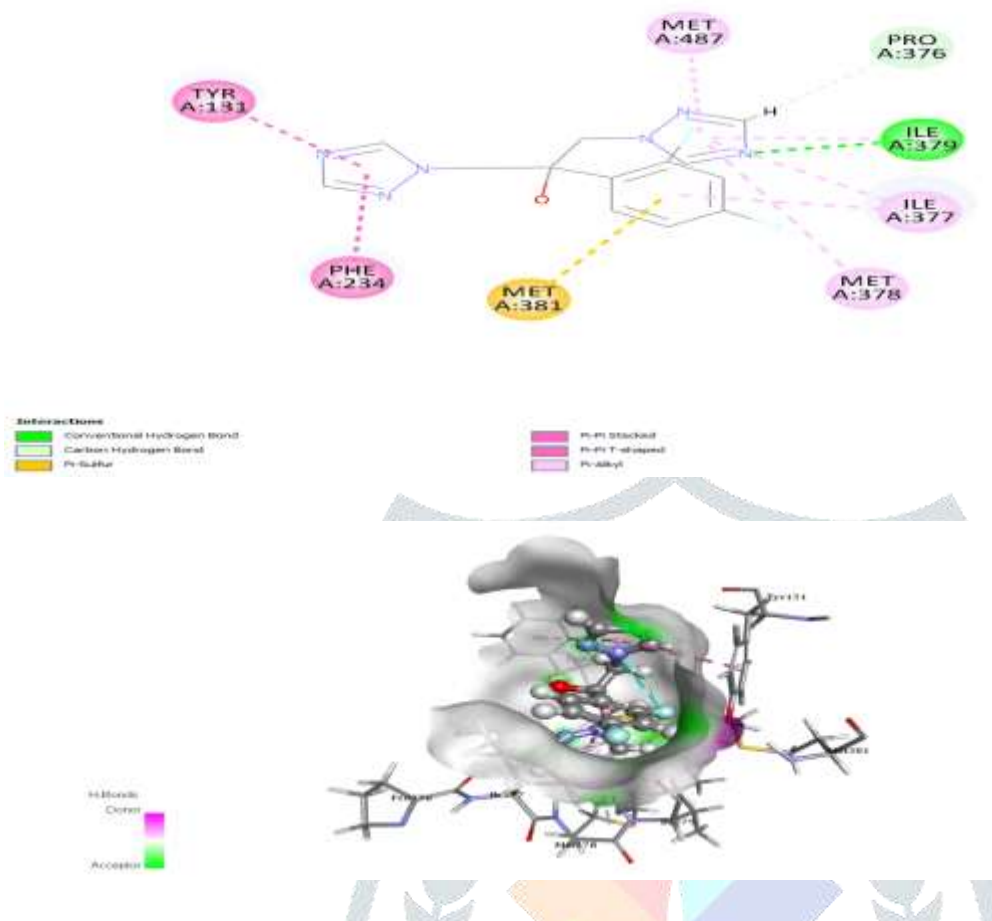 MET
A:487
PRO
A:376
TYR
A:131
H
N
N
N
N
N
N
ILE
A:379
O
ILE
A:377
PHE
A:234
MET
A:381
MET
A:378
Interactions
Conventional Hydrogen Bond
Carbon Hydrogen Bond
Pi-Sulfur
Pi-Pi Stacked
Pi-Pi T-shaped
Pi-Alkyl
Tyr131
H-Bonds
Donor
Acceptor